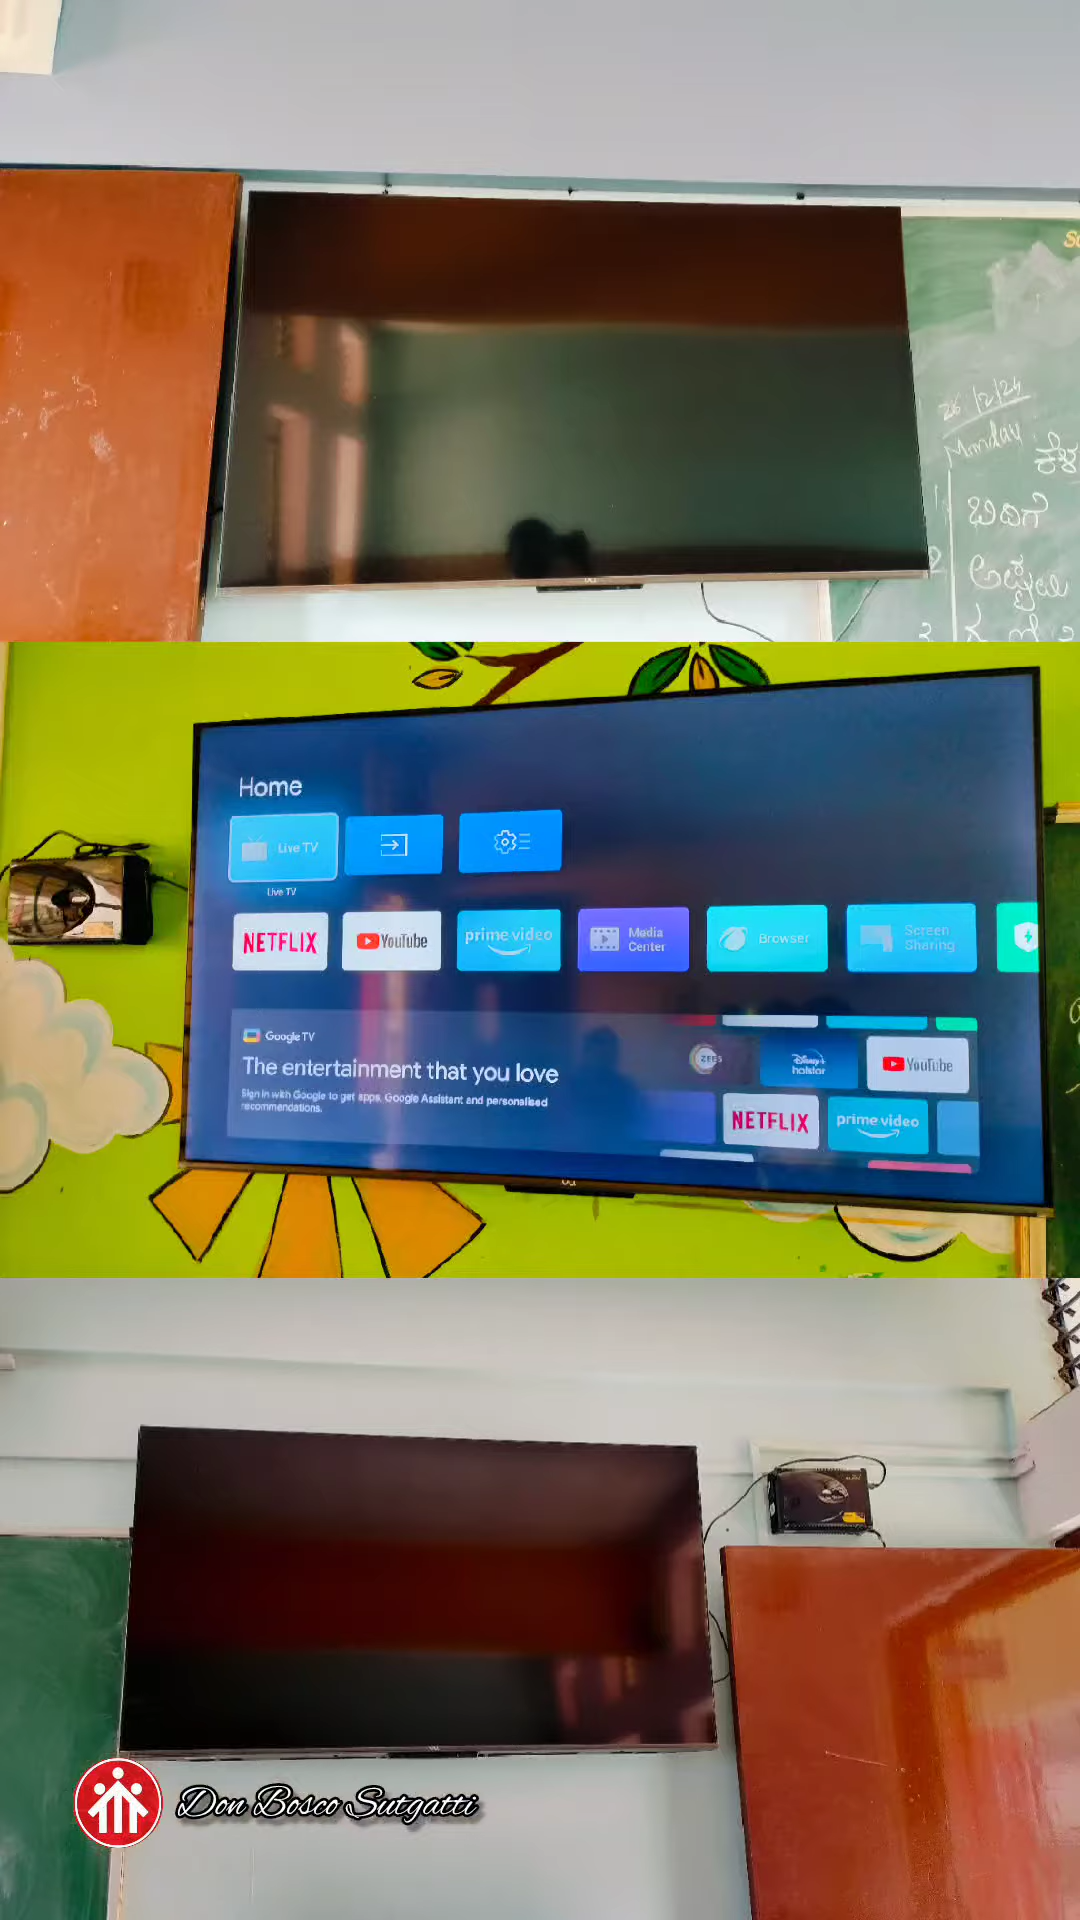 26/2/24
Monday
ಬಿದಿಗೆ
Home
Live TV
Live TV
NETFLIX
YouTube
prime video
Media
Center
Browser
Screen
Sharing
Google TV
The entertainment that you love
Sign in with Google to get apps, Google Assistant and personalised
recommendations.
ZEE5
Disney+
hotstar
YouTube
NETFLIX
prime video
Don Bosco Sutgatti